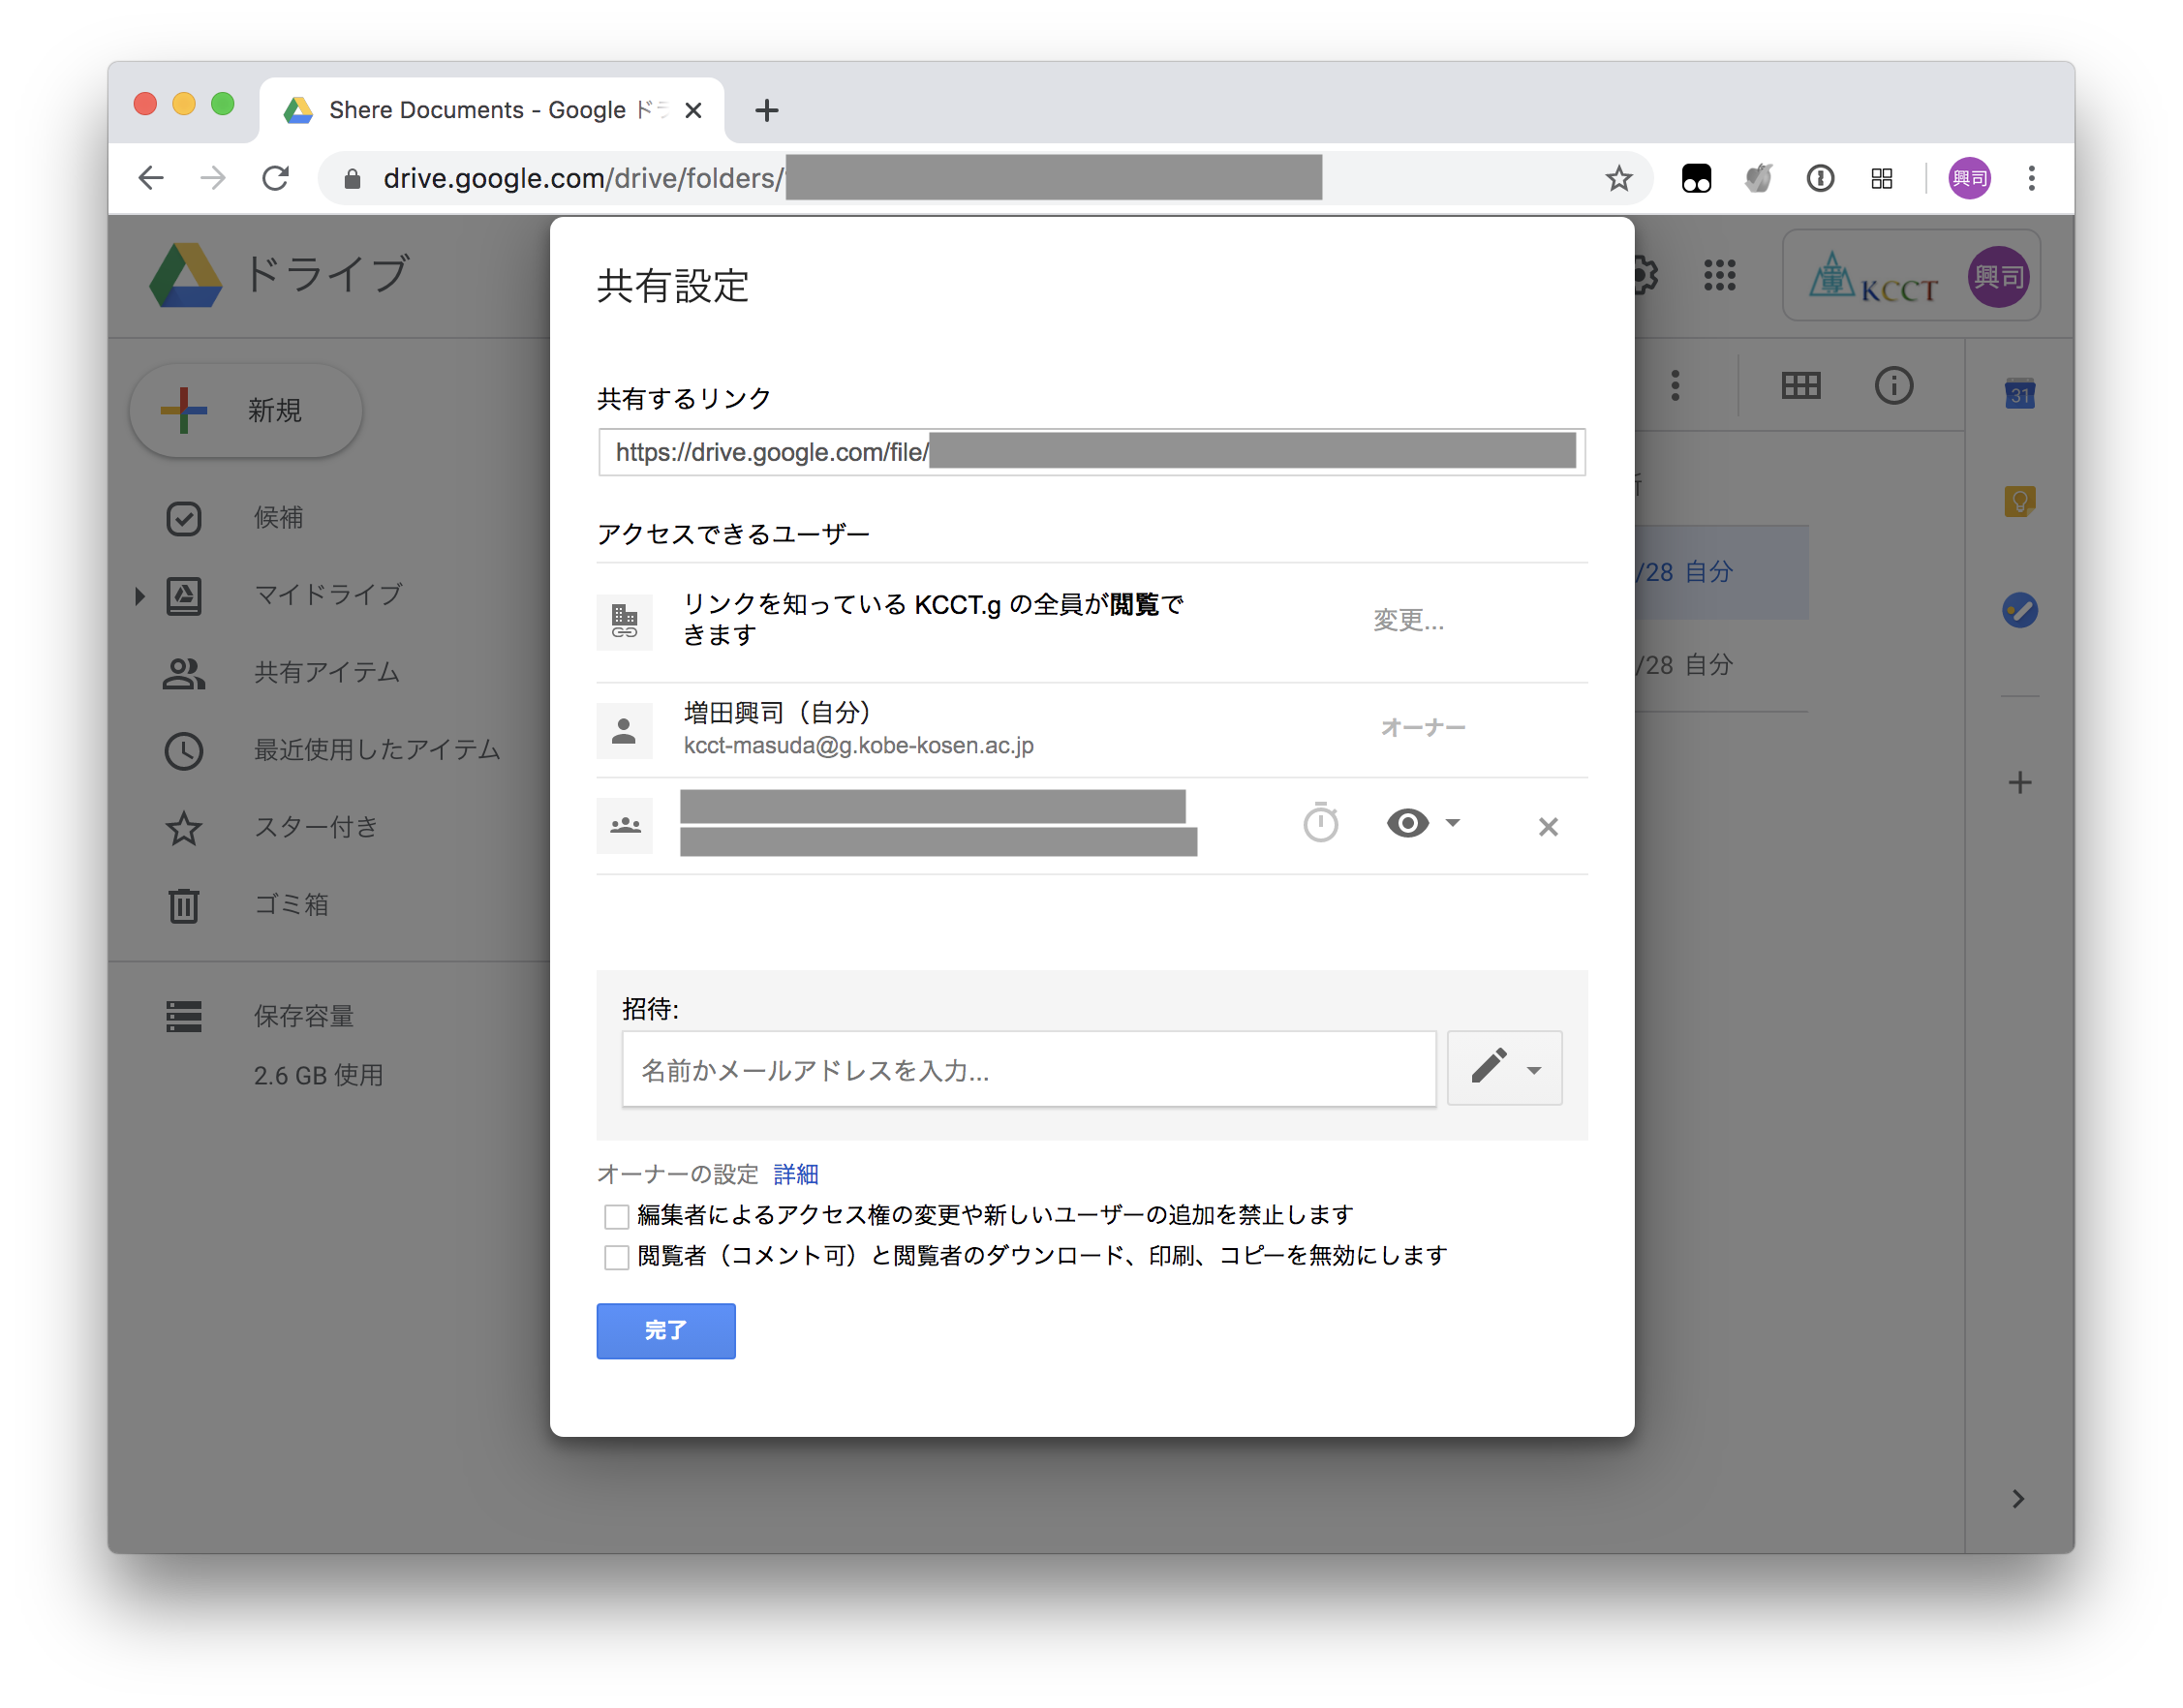 Shere Documents - Google ドラ
drive.google.com/drive/folders/
興司
ドライブ
KCCT
興司
新規
候補
マイドライブ
共有アイテム
最近使用したアイテム
スター付き
ゴミ箱
保存容量
2.6 GB 使用
共有設定
共有するリンク
https://drive.google.com/file/
アクセスできるユーザー
リンクを知っている KCCT.g の全員が閲覧で
きます
変更...
増田興司（自分）
kcct-masuda@g.kobe-kosen.ac.jp
オーナー
招待:
名前かメールアドレスを入力...
オーナーの設定 詳細
編集者によるアクセス権の変更や新しいユーザーの追加を禁止します
閲覧者（コメント可）と閲覧者のダウンロード、印刷、コピーを無効にします
完了
/28 自分
/28 自分
31